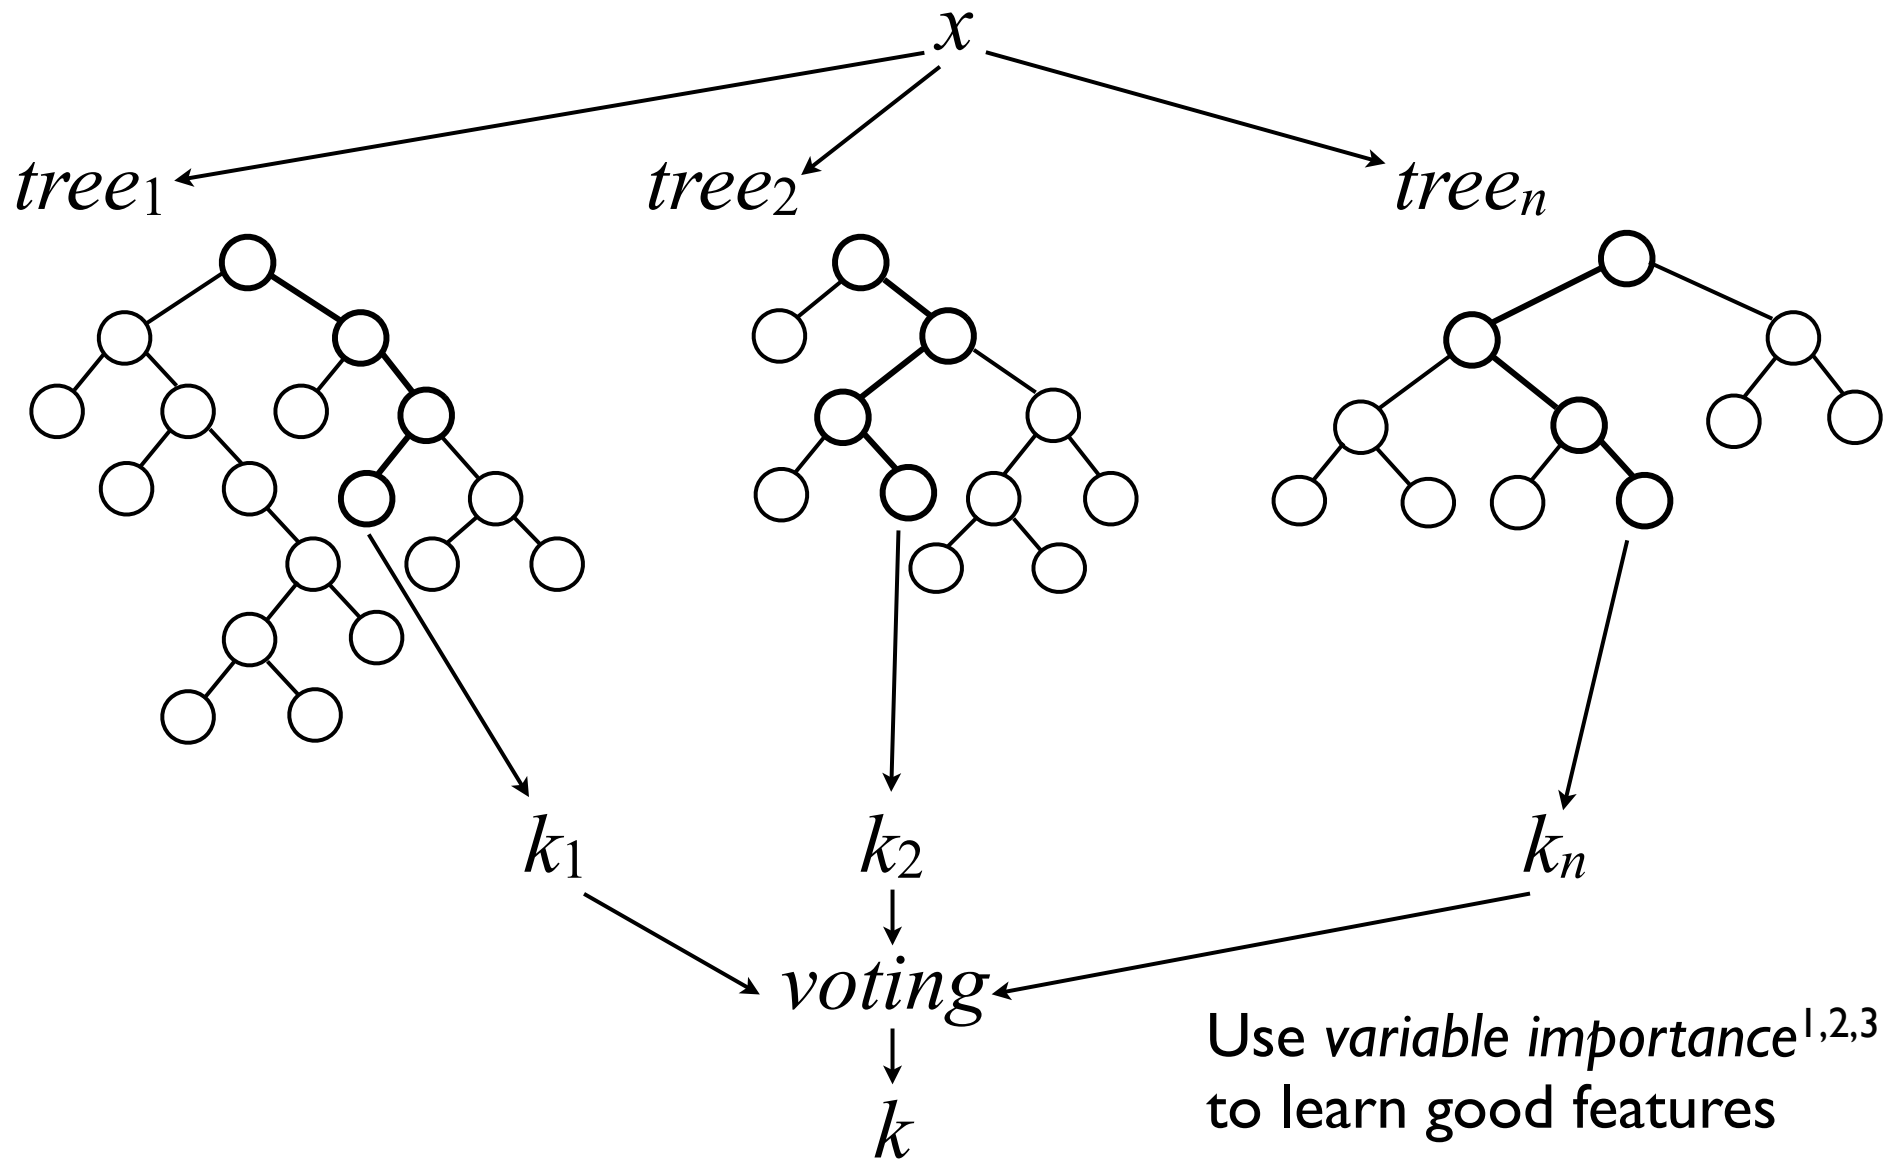 x
tree1 tree2 treen
k1 k2 kn
voting
Use variable importance1,2,3
to learn good features
k